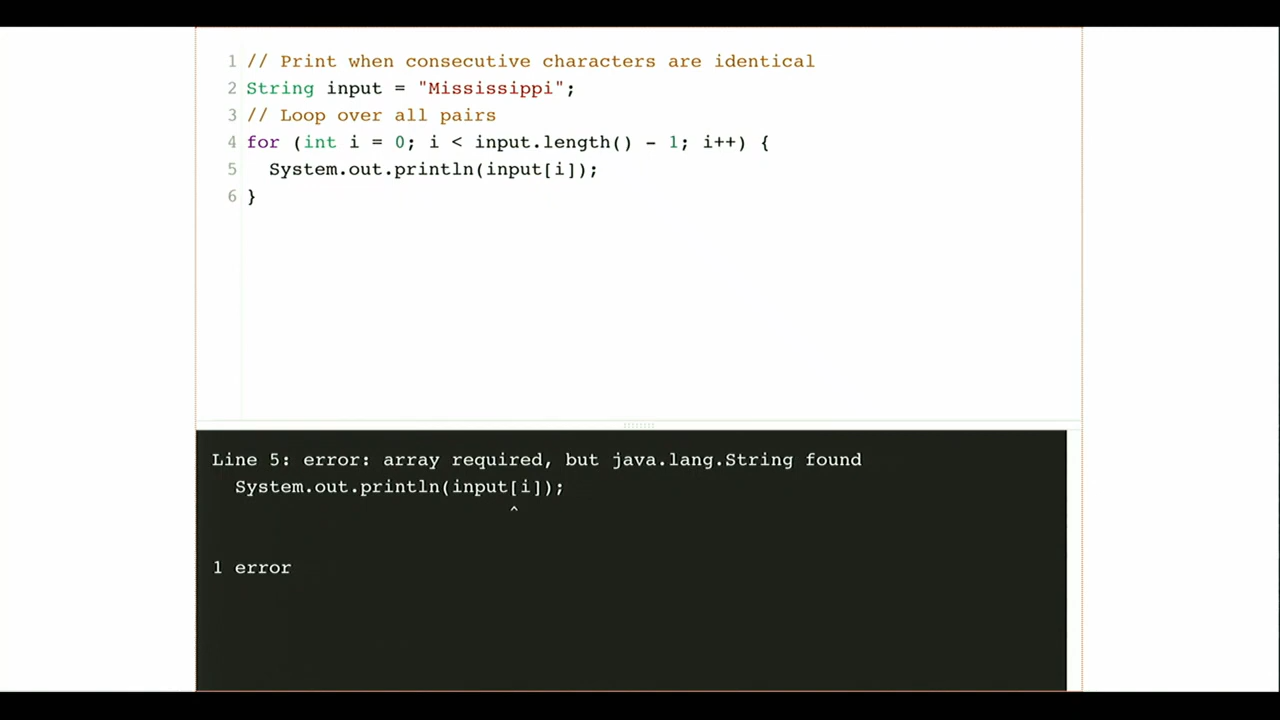 1 // Print when consecutive characters are identical
2 String input = "Mississippi";
3 // Loop over all pairs
4 for (int i = 0; i < input.length() - 1; i++) {
5   System.out.println(input[i]);
6 }
Line 5: error: array required, but java.lang.String found
  System.out.println(input[i]);
                          ^
1 error